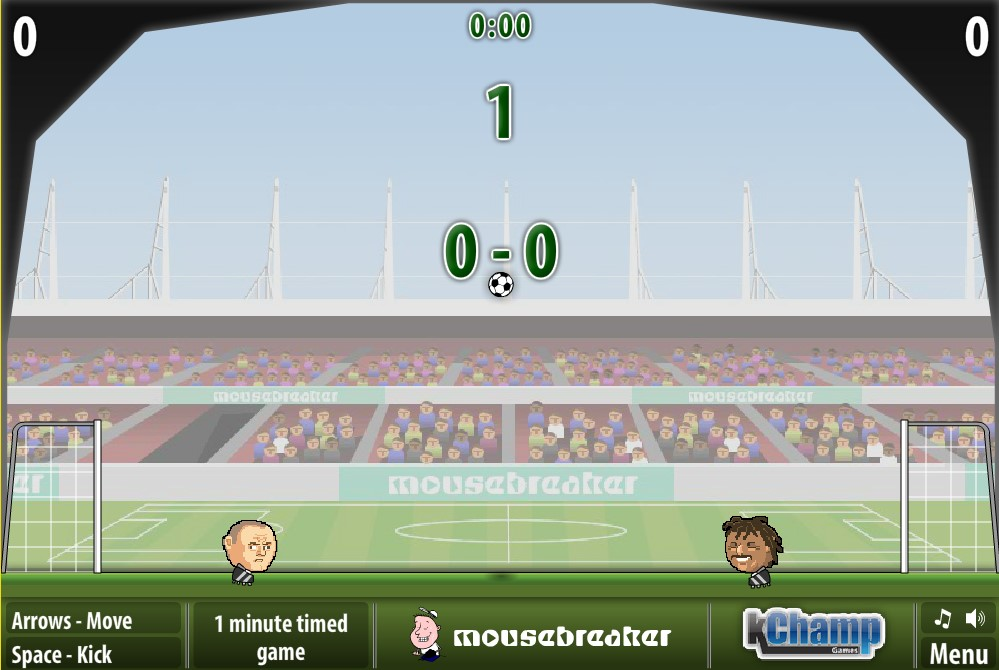 0
0:00
0
1
0 - 0
mousebreaker
mousebreaker
er
mousebreaker
Arrows - Move
Space - Kick
1 minute timed
game
mousebreaker
kChamp
Games
Menu